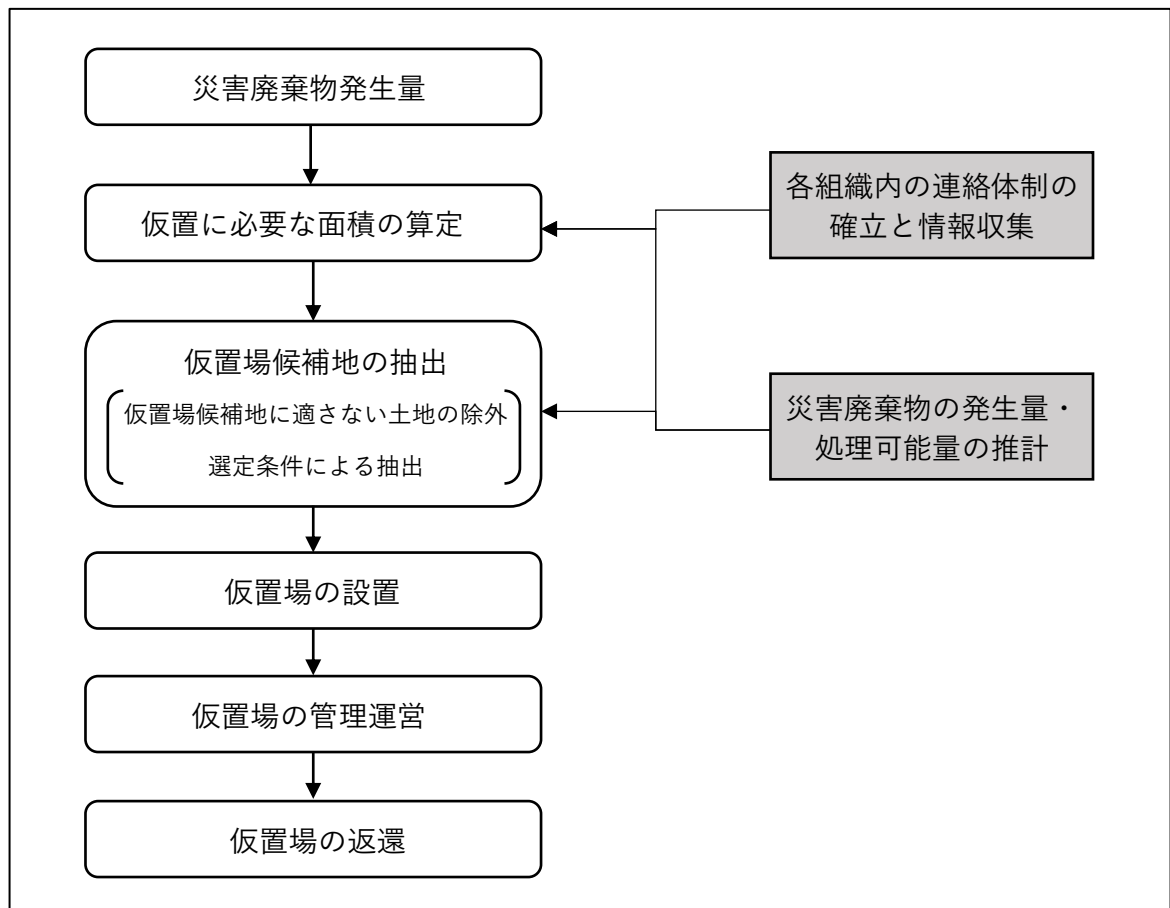 災害廃棄物発生量
仮置に必要な面積の算定
仮置場候補地の抽出
仮置場候補地に適さない土地の除外
選定条件による抽出
仮置場の設置
仮置場の管理運営
仮置場の返還
各組織内の連絡体制の
確立と情報収集
災害廃棄物の発生量・
処理可能量の推計